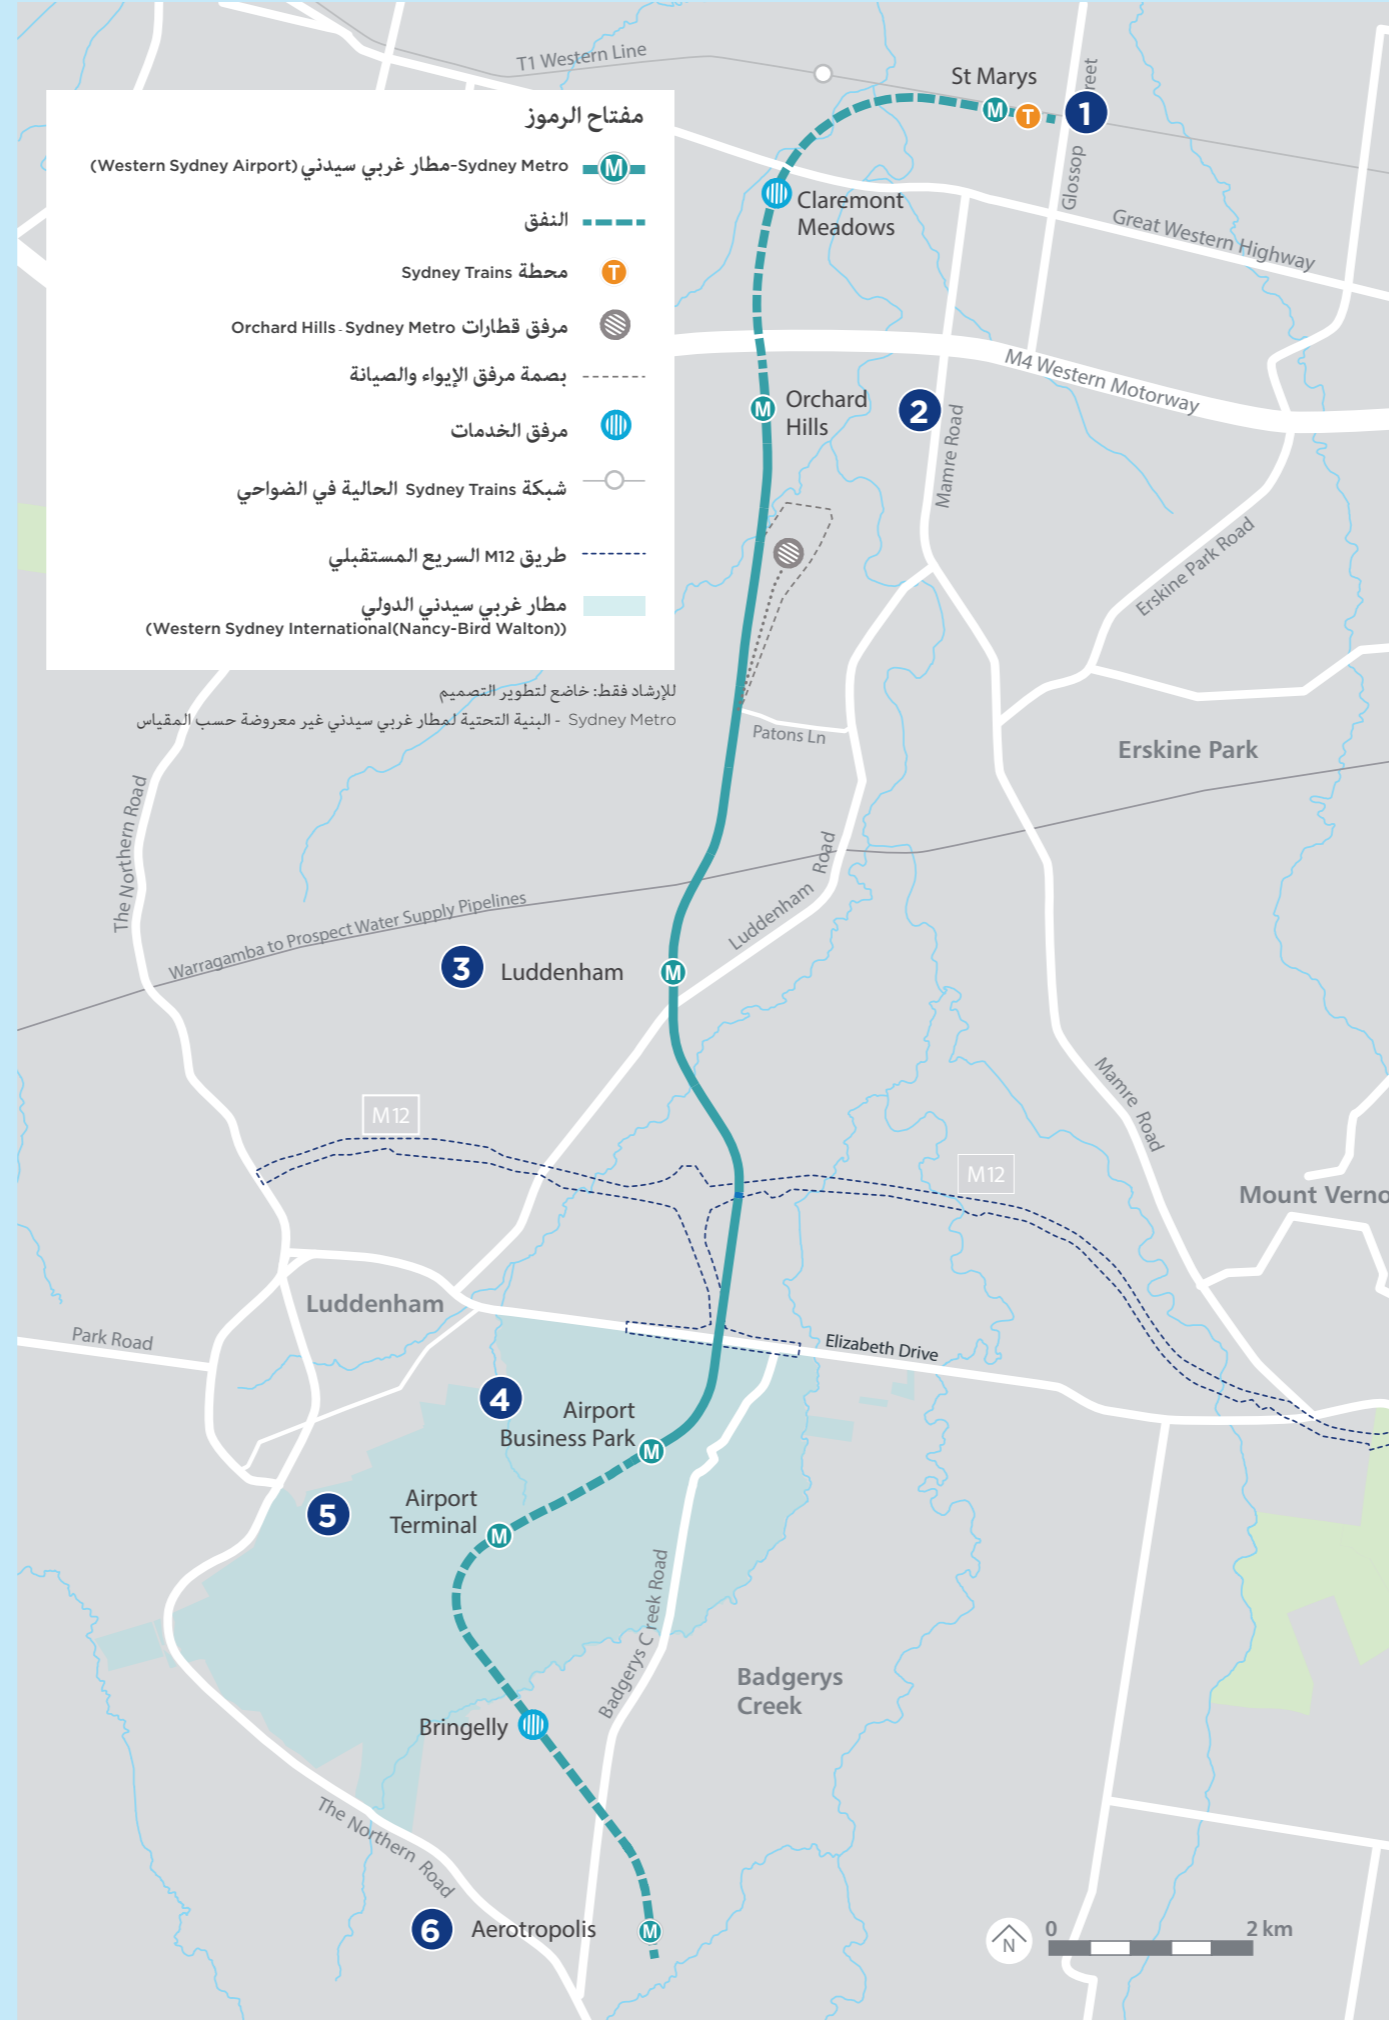 T1 Western Line
St Marys
M
T
1
Glossop
reet
مفتاح الرموز
Sydney Metro-مطار غربي سيدني (Western Sydney Airport)
M
النفق
محطة Sydney Trains
T
مرفق قطارات Orchard Hills - Sydney Metro
بصمة مرفق الإيواء والصيانة
مرفق الخدمات
شبكة Sydney Trains الحالية في الضواحي
طريق M12 السريع المستقبلي
مطار غربي سيدني الدولي
(Western Sydney International(Nancy-Bird Walton))
للإرشاد فقط: خاضع لتطوير التصميم
Sydney Metro - البنية التحتية لمطار غربي سيدني غير معروضة حسب المقياس
Claremont
Meadows
Great Western Highway
M4 Western Motorway
M
Orchard
Hills
2
Mamre Road
Erskine Park Road
Patons Ln
Erskine Park
The Northern Road
Luddenham Road
Warragamba to Prospect Water Supply Pipelines
3
Luddenham
M
Mamre Road
M12
M12
Mount Verno
Luddenham
Park Road
Elizabeth Drive
4
Airport
Business Park
M
5
Airport
Terminal
M
Badgerys Creek Road
Badgerys
Creek
Bringelly
The Northern Road
6
Aerotropolis
M
N
0
2 km